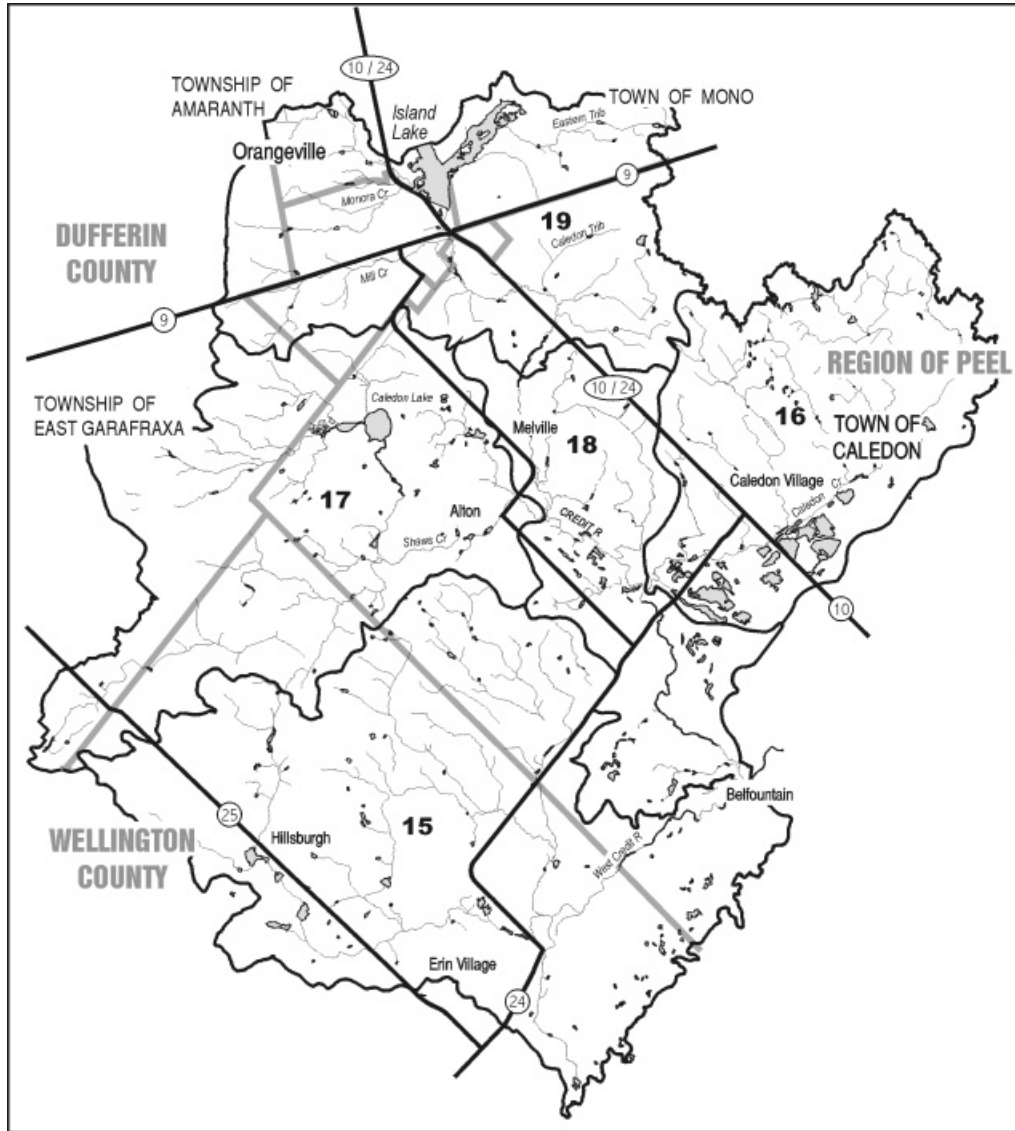 10 / 24
TOWNSHIP OF
AMARANTH
Island
Lake
TOWN OF MONO
Eastern Trib
Orangeville
9
Monora Cr
19
DUFFERIN
COUNTY
Caledon Trib
Mill Cr
9
REGION OF PEEL
10 / 24
TOWNSHIP OF
EAST GARAFRAXA
Caledon Lake
16
TOWN OF
CALEDON
Melville
18
Caledon Village
Caledon Cr
17
Alton
CREDIT R
Shaws Cr
10
Belfountain
25
15
WELLINGTON
COUNTY
Hillsburgh
West Credit R
Erin Village
24